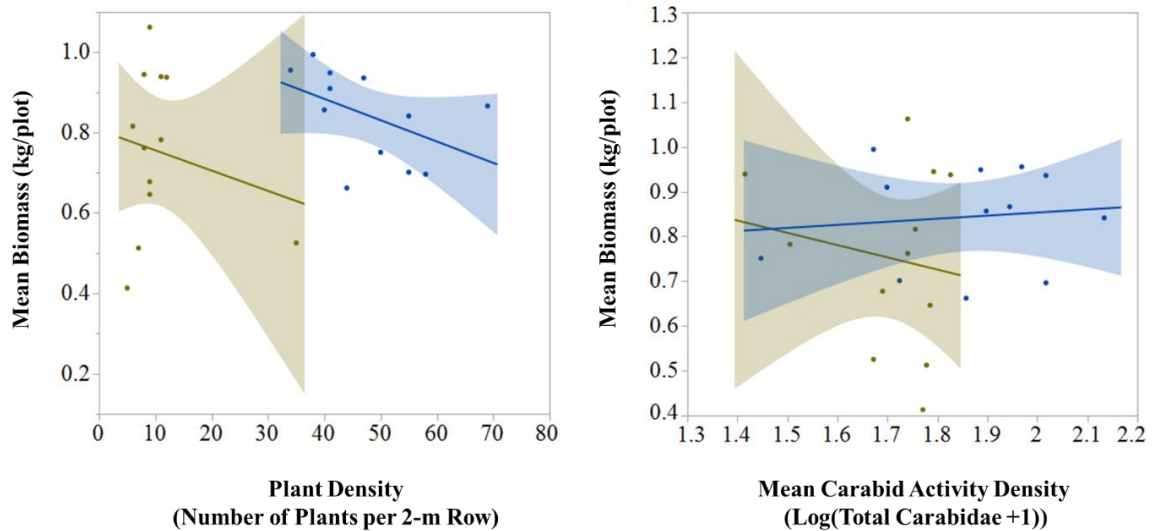 Mean Biomass (kg/plot)
1.0
0.8
0.6
0.4
0.2
0 10 20 30 40 50 60 70 80
Plant Density
(Number of Plants per 2-m Row)
Mean Biomass (kg/plot)
1.3
1.2
1.1
1.0
0.9
0.8
0.7
0.6
0.5
0.4
1.3 1.4 1.5 1.6 1.7 1.8 1.9 2 2.1 2.2
Mean Carabid Activity Density
(Log(Total Carabidae +1))